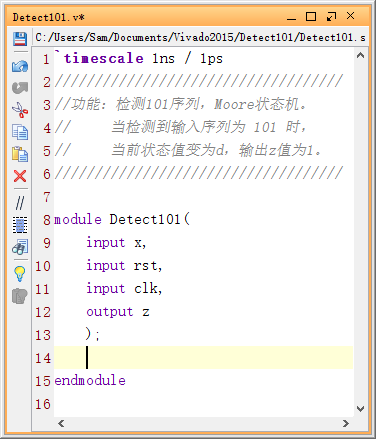 Detect101.v*
C:/Users/Sam/Documents/Vivado2015/Detect101/Detect101.s
1 `timescale 1ns / 1ps
2 ////////////////////////////////////
3 //功能: 检测101序列, Moore状态机。
4 //     当检测到输入序列为 101 时,
5 //     当前状态值变为d, 输出z值为1。
6 ////////////////////////////////////
7
8 module Detect101(
9     input x,
10     input rst,
11     input clk,
12     output z
13     );
14
15 endmodule
16